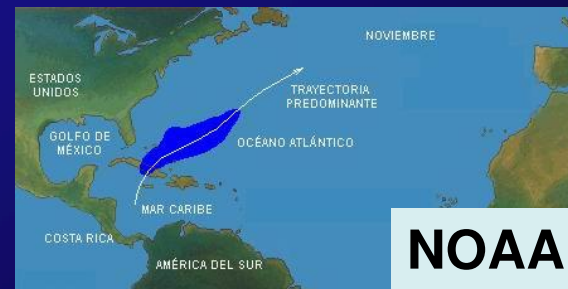 NOVIEMBRE
ESTADOS
UNIDOS
TRAYECTORIA
PREDOMINANTE
GOLFO DE
MÉXICO
OCÉANO ATLÁNTICO
MAR CARIBE
COSTA RICA
AMÉRICA DEL SUR
NOAA